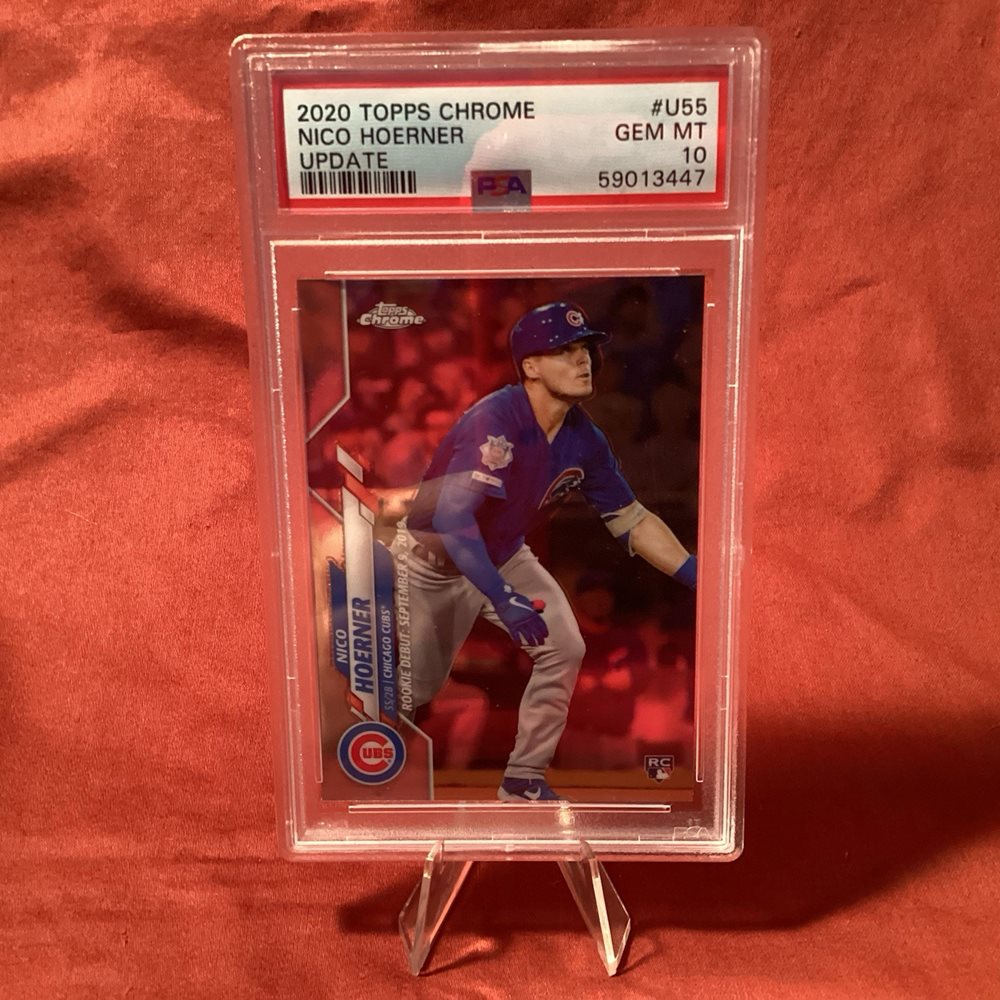 2020 TOPPS CHROME #U55
NICO HOERNER GEM MT
UPDATE 10
PSA 59013447
Topps
Chrome
NICO
HOERNER
SS/2B | CHICAGO CUBS®
ROOKIE DEBUT: SEPTEMBER 9, 2019
CUBS
RC
C
PSA